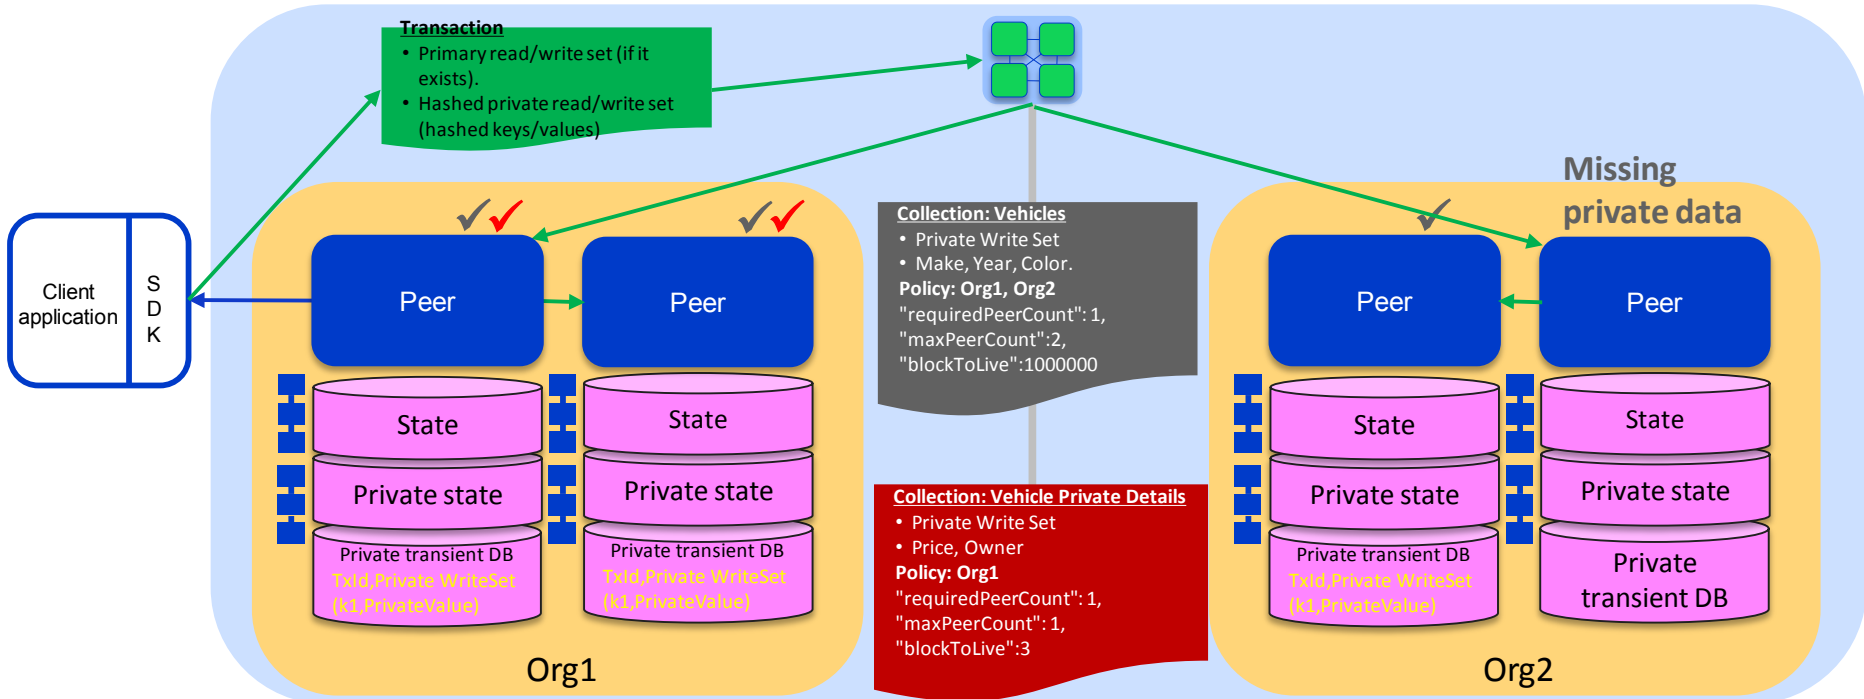 Transaction
• Primary read/write set (if it
exists).
• Hashed private read/write set
(hashed keys/values)
Missing
private data
Client
application
S
D
K
Peer
Peer
Collection: Vehicles
• Private Write Set
• Make, Year, Color.
Policy: Org1, Org2
"requiredPeerCount": 1,
"maxPeerCount":2,
"blockToLive":1000000
Peer
Peer
State
Private state
Private transient DB
TxId,Private WriteSet
(k1,PrivateValue)
State
Private state
Private transient DB
TxId,Private WriteSet
(k1,PrivateValue)
Org1
Collection: Vehicle Private Details
• Private Write Set
• Price, Owner
Policy: Org1
"requiredPeerCount": 1,
"maxPeerCount": 1,
"blockToLive":3
State
Private state
Private transient DB
TxId,Private WriteSet
(k1,PrivateValue)
State
Private state
Private
transient DB
Org2